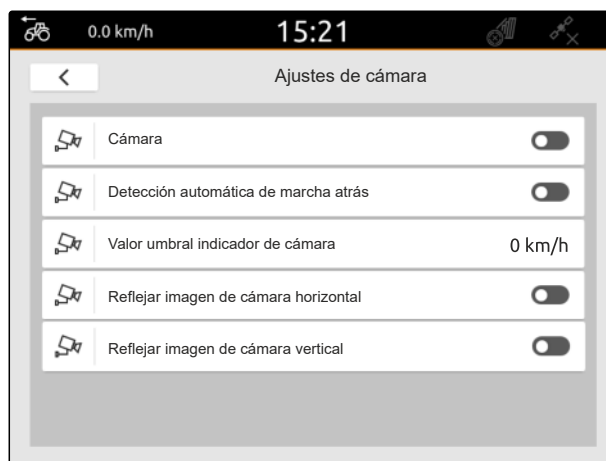 0.0 km/h
15:21
Ajustes de cámara
Cámara
Detección automática de marcha atrás
Valor umbral indicador de cámara
0 km/h
Reflejar imagen de cámara horizontal
Reflejar imagen de cámara vertical